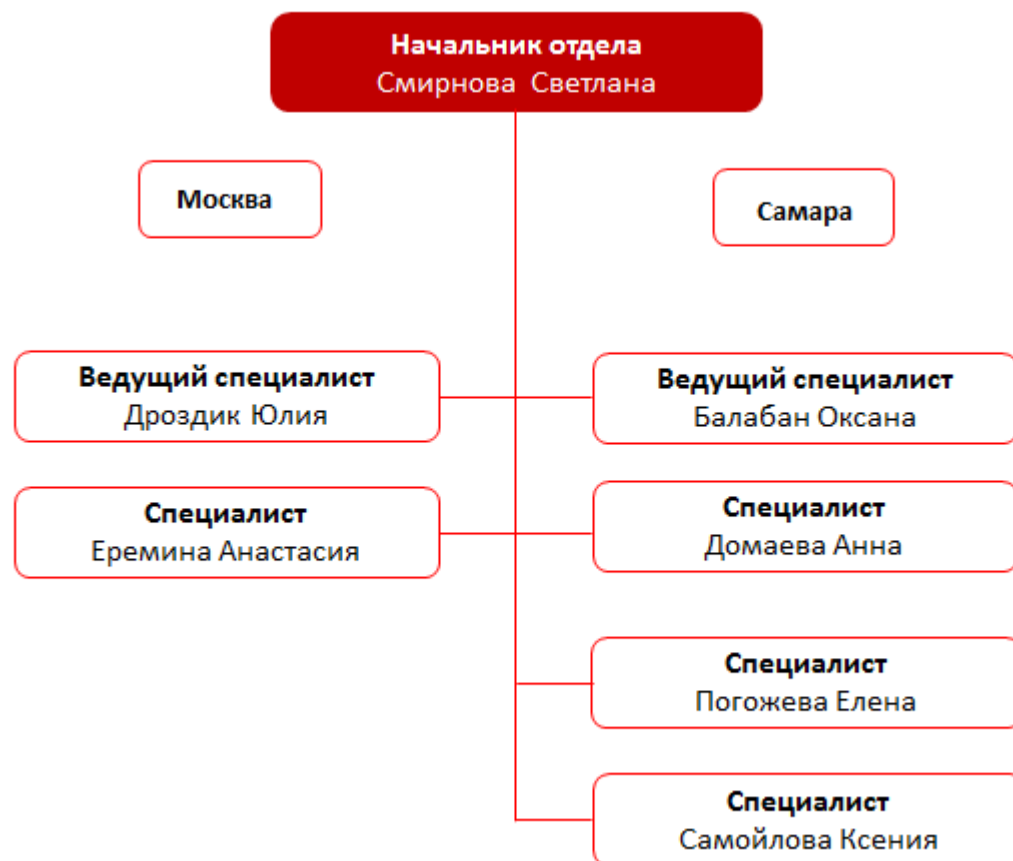 Начальник отдела
Смирнова Светлана
Москва
Самара
Ведущий специалист
Дроздик Юлия
Ведущий специалист
Балабан Оксана
Специалист
Еремина Анастасия
Специалист
Домаева Анна
Специалист
Погожева Елена
Специалист
Самойлова Ксения